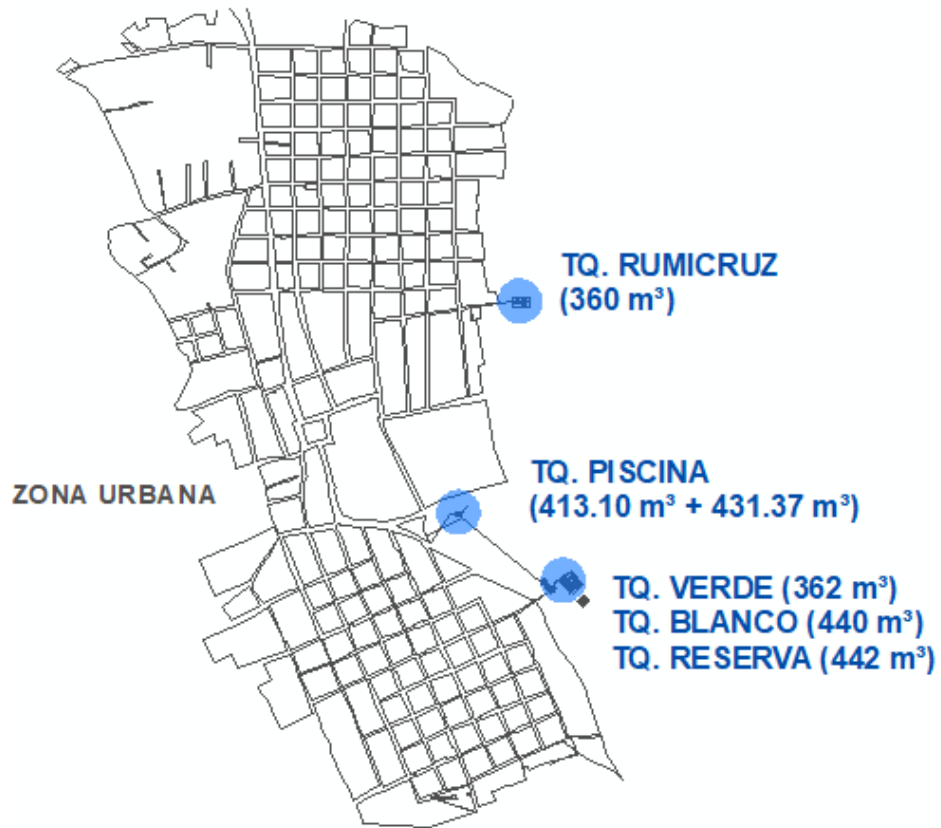 TQ. RUMICRUZ
(360 m³)
TQ. PISCINA
(413.10 m³ + 431.37 m³)
ZONA URBANA
TQ. VERDE (362 m³)
TQ. BLANCO (440 m³)
TQ. RESERVA (442 m³)